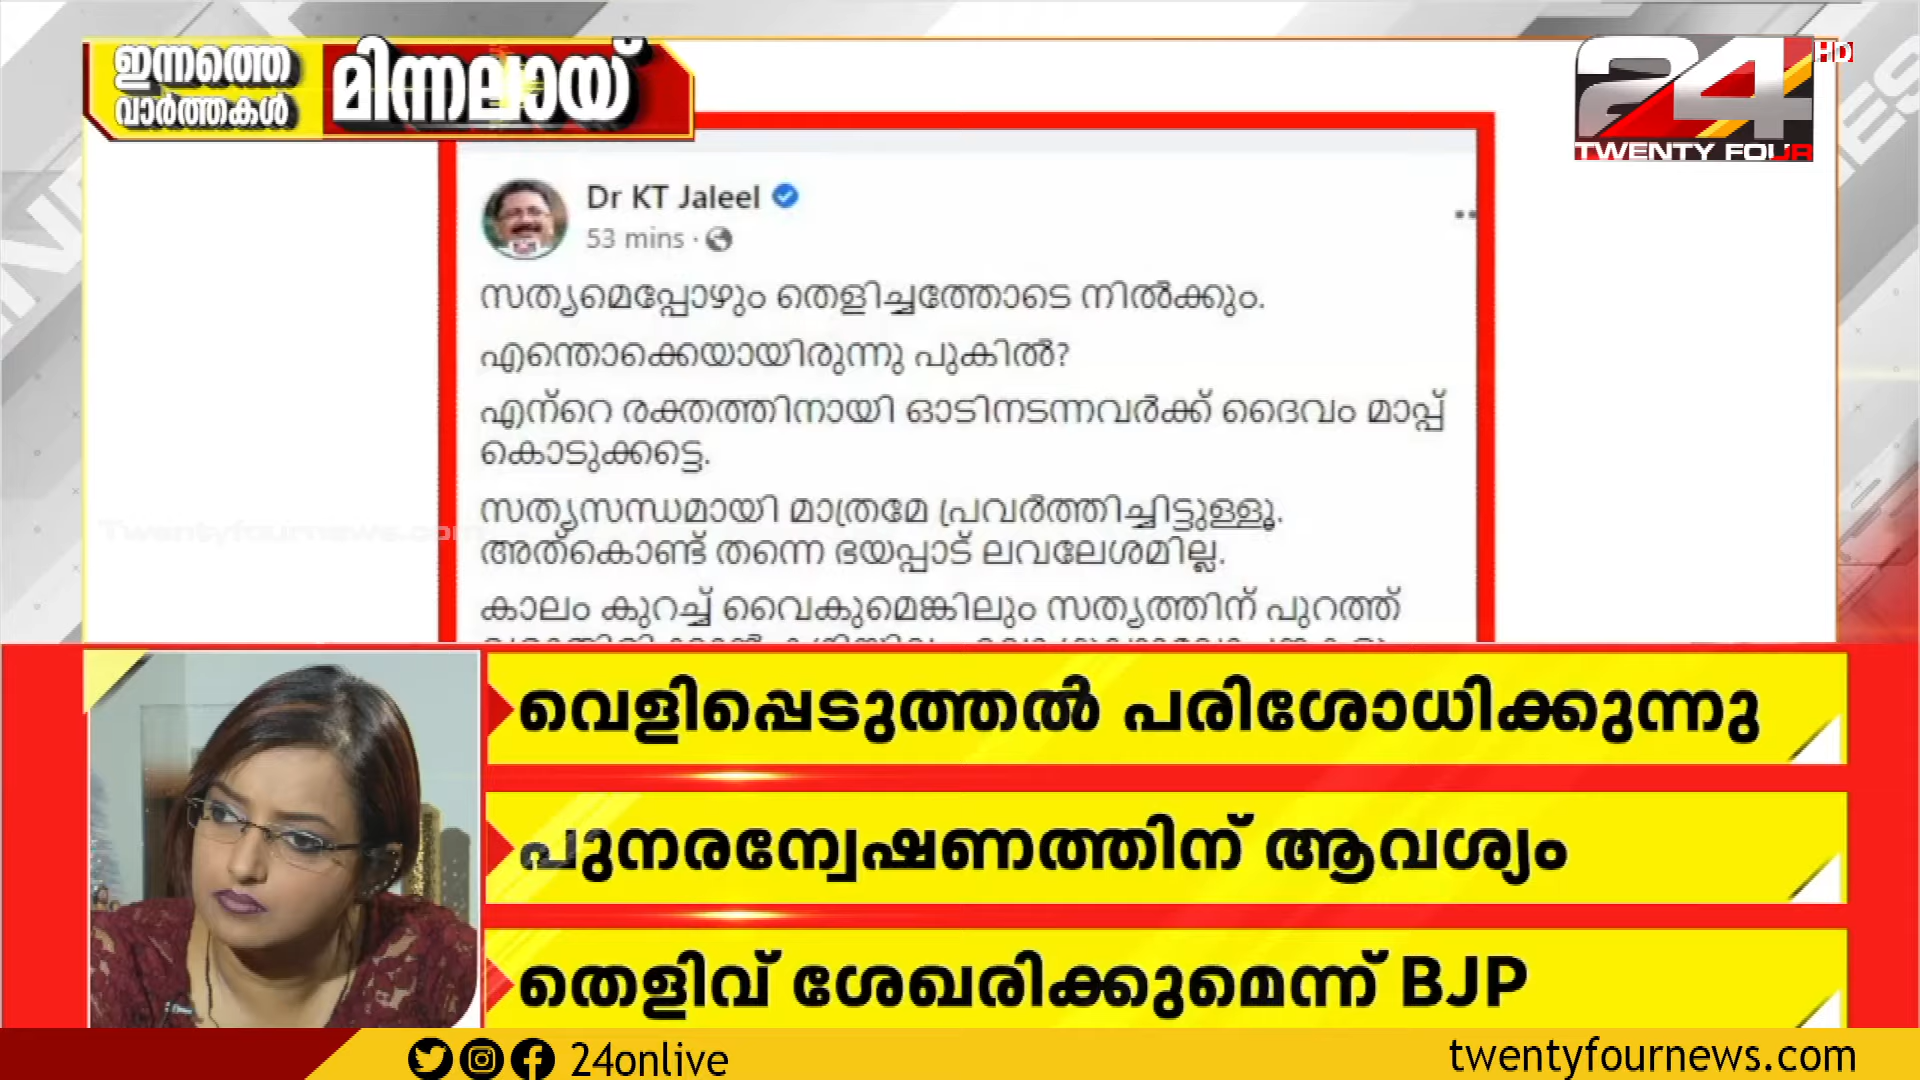 ഇന്നത്തെ
വാർത്തകൾ
മിന്നലായ്
24 HD
TWENTY FOUR
Dr KT Jaleel
53 mins ·
സത്യമെപ്പോഴും തെളിച്ചത്തോടെ നിൽക്കും.
എന്തൊക്കെയായിരുന്നു പുകിൽ?
എന്റെ രക്തത്തിനായി ഓടിനടന്നവർക്ക് ദൈവം മാപ്പ്
കൊടുക്കട്ടെ.
സത്യസന്ധമായി മാത്രമേ പ്രവർത്തിച്ചിട്ടുള്ളൂ.
അത്കൊണ്ട് തന്നെ ഭയപ്പാട് ലവലേശമില്ല.
കാലം കുറച്ച് വൈകുമെങ്കിലും സത്യത്തിന് പുറത്ത്
Twentyfournews.com
വെളിപ്പെടുത്തൽ പരിശോധിക്കുന്നു
പുനരന്വേഷണത്തിന് ആവശ്യം
തെളിവ് ശേഖരിക്കുമെന്ന് BJP
24onlive
twentyfournews.com